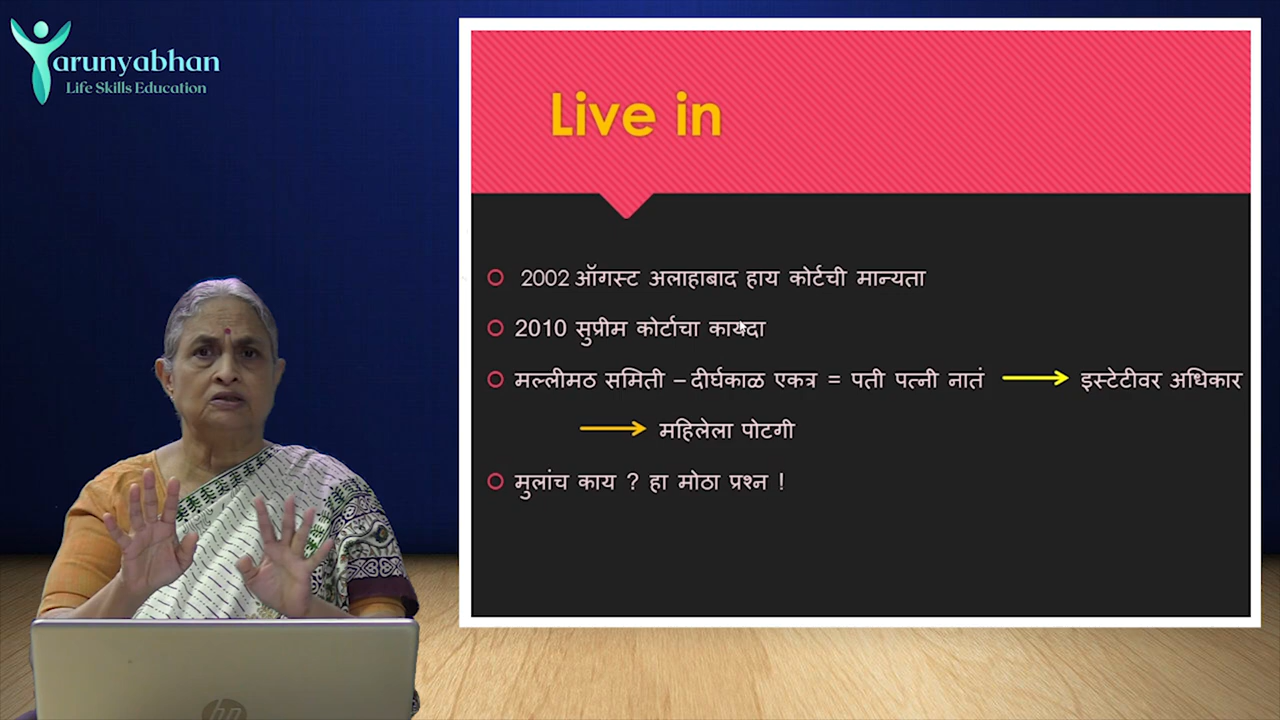 Tarunyabhan
Life Skills Education
Live in
2002 ऑगस्ट अलाहाबाद हाय कोर्टची मान्यता
2010 सुप्रीम कोर्टाचा कायदा
मल्लीमठ समिती – दीर्घकाळ एकत्र = पती पत्नी नातं → इस्टेटीवर अधिकार
→ महिलेला पोटगी
मुलांच काय ? हा मोठा प्रश्न !
hp